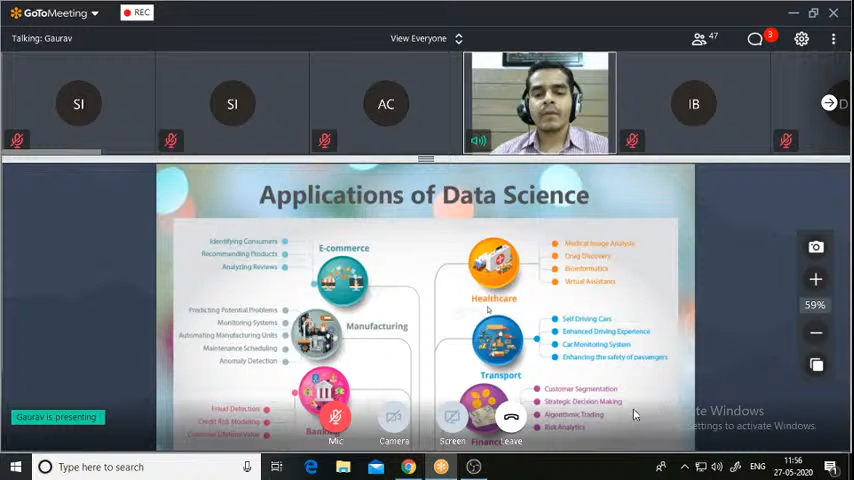 GoToMeeting
REC
Talking: Gaurav
View Everyone
47
3
SI
SI
AC
IB
D
Applications of Data Science
Identifying Consumers
Recommending Products
Analyzing Reviews
E-commerce
Predicting Potential Problems
Monitoring Systems
Automating Manufacturing Units
Maintenance Scheduling
Anomaly Detection
Manufacturing
Fraud Detection
Credit Risk Modeling
Customer Lifetime Value
Bank
Healthcare
Medical Image Analysis
Drug Discovery
Bioinformatics
Virtual Assistants
Transport
Self Driving Cars
Enhanced Driving Experience
Car Monitoring System
Enhancing the safety of passengers
Finance
Customer Segmentation
Strategic Decision Making
Algorithmic Trading
Risk Analytics
59%
Gaurav is presenting
Mic
Camera
Screen
Leave
ate Windows
Settings to activate Windows.
Type here to search
ENG
11:56
27-05-2020
1